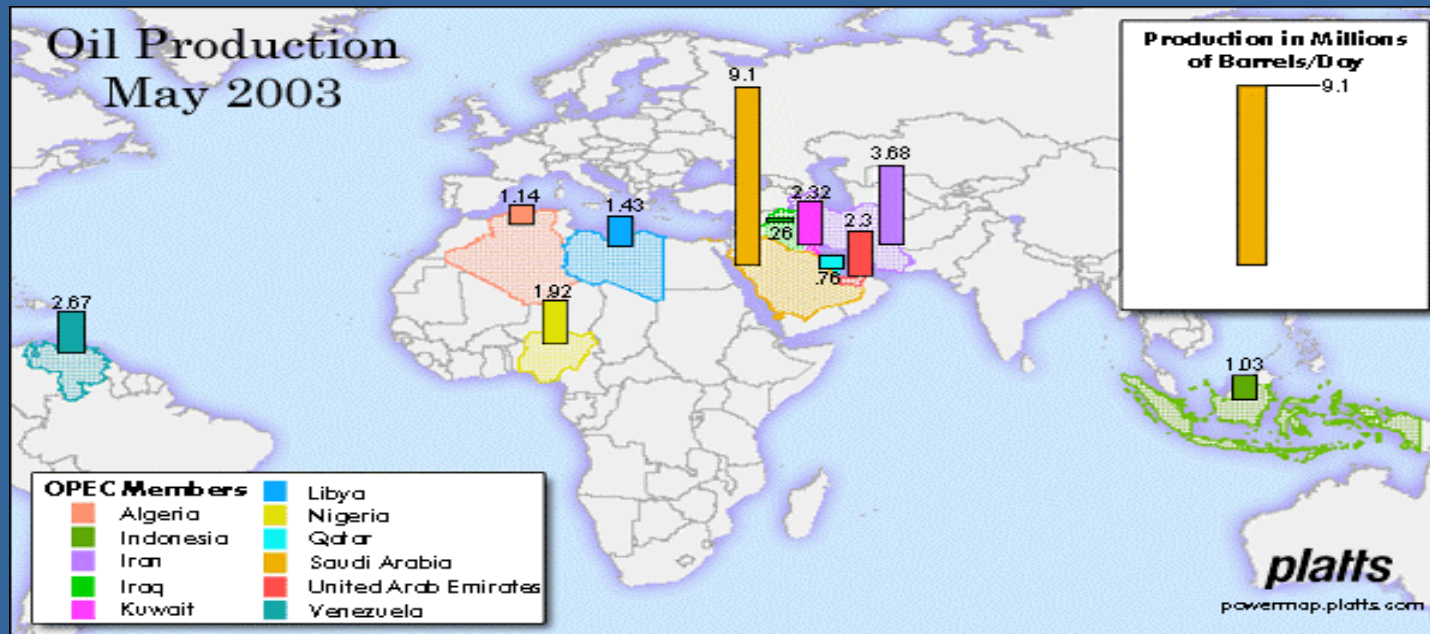 Oil Production
May 2003
Production in Millions
of Barrels/Day
9.1
9.1
3.68
2.32
2.3
.26
.76
1.14
1.43
1.92
2.67
1.03
OPEC Members
Algeria
Indonesia
Iran
Iraq
Kuwait
Libya
Nigeria
Qatar
Saudi Arabia
United Arab Emirates
Venezuela
platts
powermap.platts.com